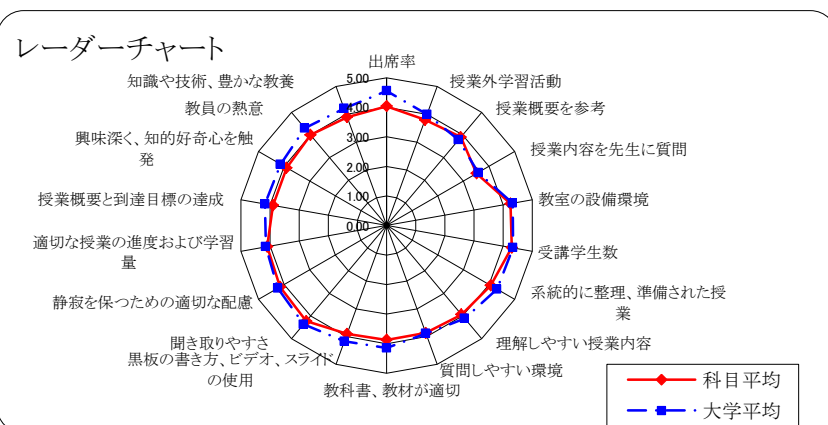 レーダーチャート
出席率
授業外学習活動
授業概要を参考
授業内容を先生に質問
教室の設備環境
受講学生数
系統的に整理、準備された授
業
理解しやすい授業内容
質問しやすい環境
教科書、教材が適切
黒板の書き方、ビデオ、スライド
の使用
聞き取りやすさ
静寂を保つための適切な配慮
適切な授業の進度および学習
量
授業概要と到達目標の達成
興味深く、知的好奇心を触
発
教員の熱意
知識や技術、豊かな教養
5.00
4.00
3.00
2.00
1.00
0.00
科目平均
大学平均